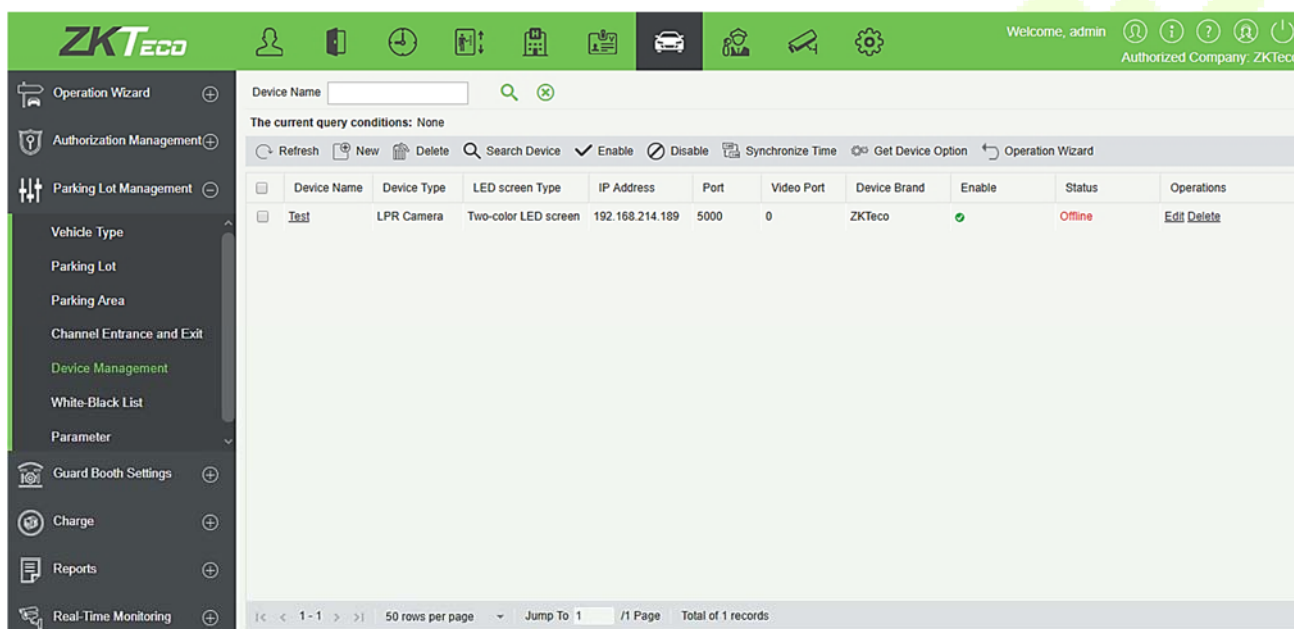 ZKTeco
Welcome, admin
Authorized Company: ZKTeco
Operation Wizard
Authorization Management
Parking Lot Management
Vehicle Type
Parking Lot
Parking Area
Channel Entrance and Exit
Device Management
White-Black List
Parameter
Guard Booth Settings
Charge
Reports
Real-Time Monitoring
Device Name
The current query conditions: None
Refresh New Delete Search Device Enable Disable Synchronize Time Get Device Option Operation Wizard
Device Name Device Type LED screen Type IP Address Port Video Port Device Brand Enable Status Operations
Test LPR Camera Two-color LED screen 192.168.214.189 5000 0 ZKTeco Offline Edit Delete
|< < 1 - 1 > >| 50 rows per page Jump To 1 /1 Page Total of 1 records